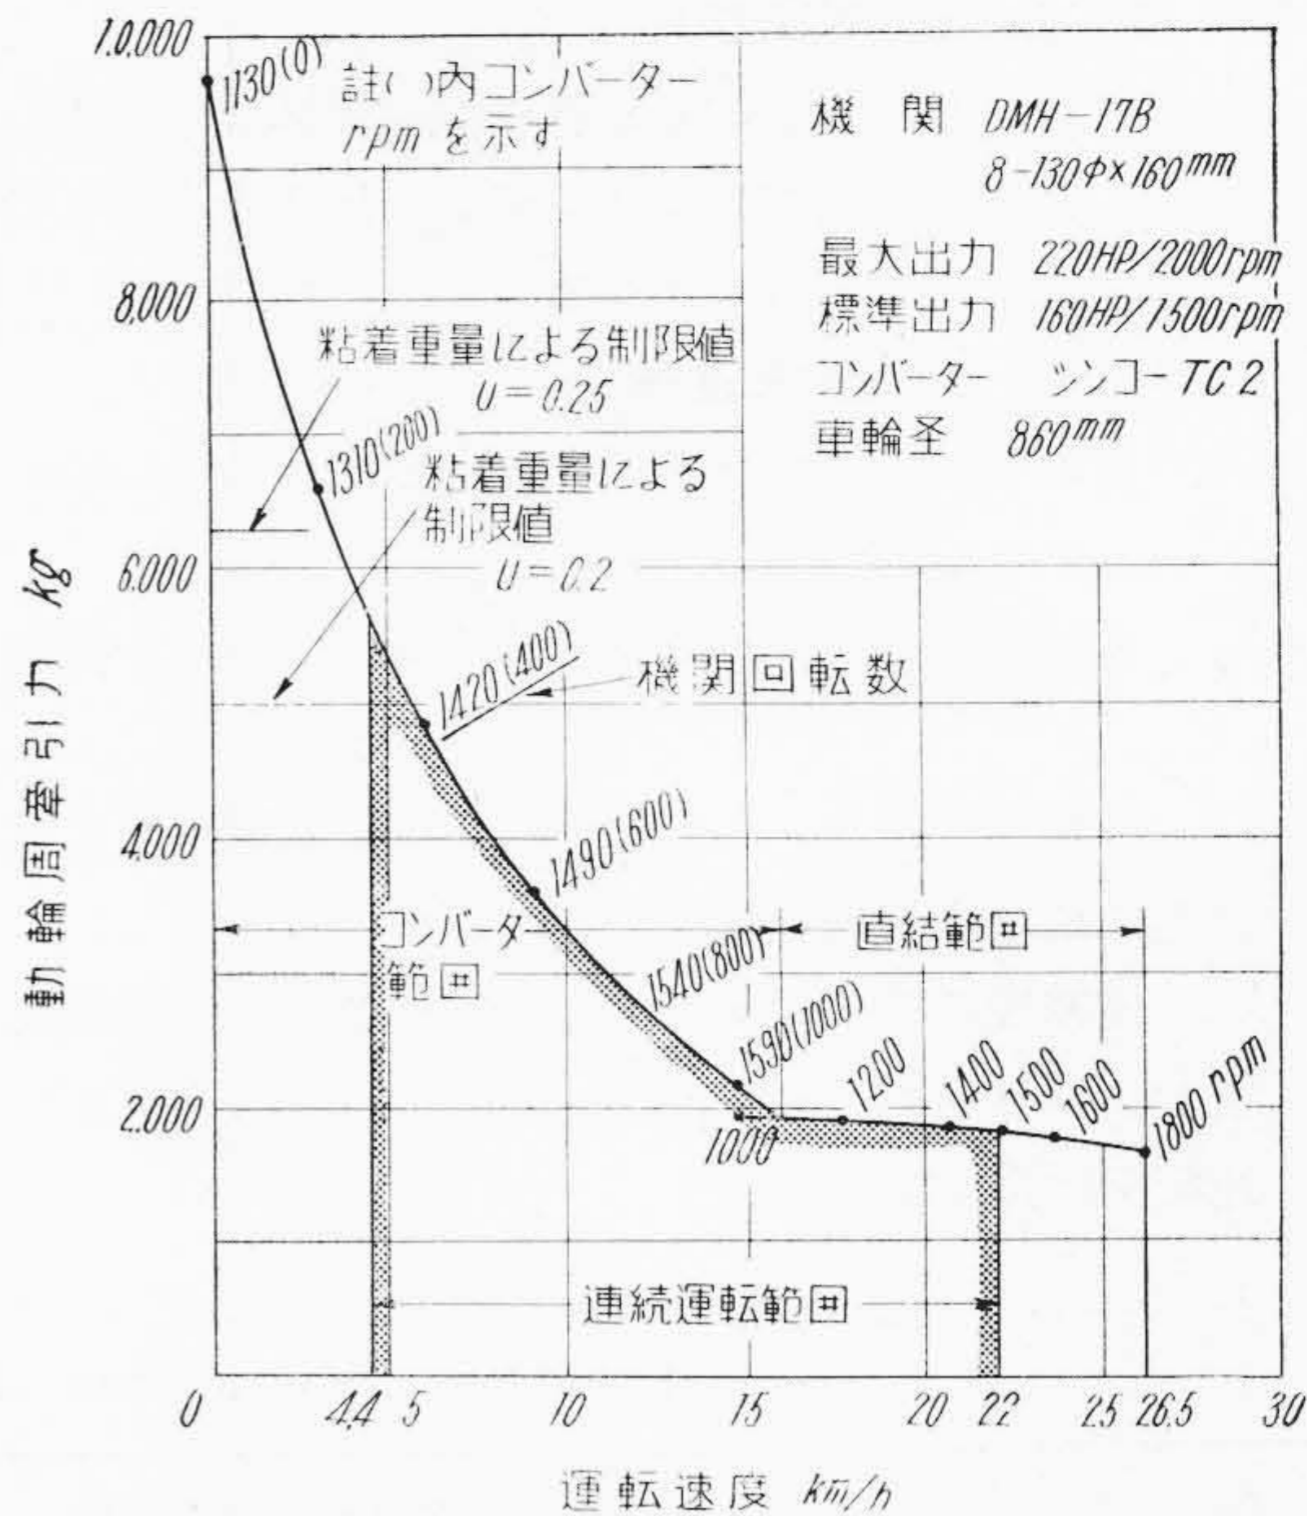 10,000
8,000
6.000
4,000
2.000
0
4.4
5
10
15
20
22
25
26.5
30
動輪周牽引力 kg
運転速度 km/h
1130(0)
註( )内コンバーター
rpm を示す
機 関 DMH-17B
8-130φ×160mm
最大出力 220HP/2000rpm
標準出力 160HP/1500rpm
コンバーター シンコーTC2
車輪圣 860mm
粘着重量による制限値
U=0.25
1310(200)
粘着重量による
制限値
U=0.2
1420(400)
機関回転数
1490(600)
コンバーター
範囲
直結範囲
1540(800)
1590(1000)
1000
1200
1400
1500
1600
1800 rpm
連続運転範囲